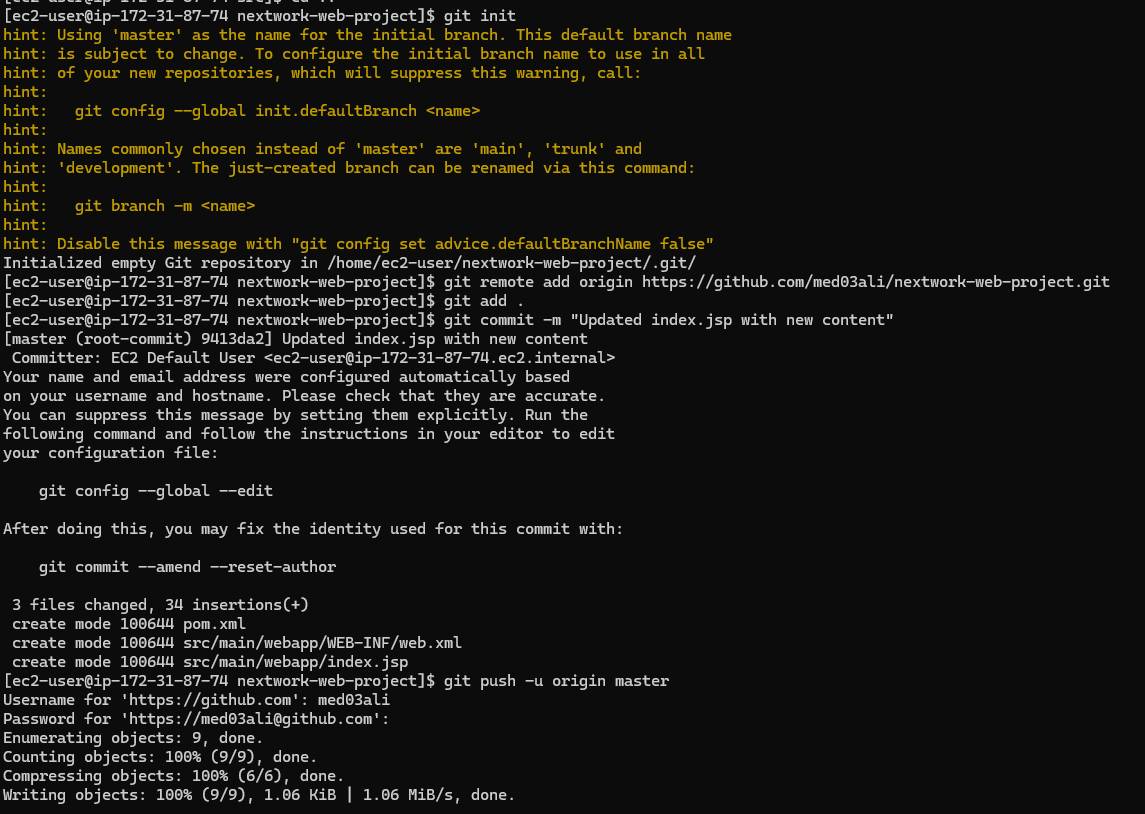 [ec2-user@ip-172-31-87-74 nextwork-web-project]$ git init
hint: Using 'master' as the name for the initial branch. This default branch name
hint: is subject to change. To configure the initial branch name to use in all
hint: of your new repositories, which will suppress this warning, call:
hint:
hint:   git config --global init.defaultBranch <name>
hint:
hint: Names commonly chosen instead of 'master' are 'main', 'trunk' and
hint: 'development'. The just-created branch can be renamed via this command:
hint:
hint:   git branch -m <name>
hint:
hint: Disable this message with "git config set advice.defaultBranchName false"
Initialized empty Git repository in /home/ec2-user/nextwork-web-project/.git/
[ec2-user@ip-172-31-87-74 nextwork-web-project]$ git remote add origin https://github.com/med03ali/nextwork-web-project.git
[ec2-user@ip-172-31-87-74 nextwork-web-project]$ git add .
[ec2-user@ip-172-31-87-74 nextwork-web-project]$ git commit -m "Updated index.jsp with new content"
[master (root-commit) 9413da2] Updated index.jsp with new content
 Committer: EC2 Default User <ec2-user@ip-172-31-87-74.ec2.internal>
Your name and email address were configured automatically based
on your username and hostname. Please check that they are accurate.
You can suppress this message by setting them explicitly. Run the
following command and follow the instructions in your editor to edit
your configuration file:

    git config --global --edit

After doing this, you may fix the identity used for this commit with:

    git commit --amend --reset-author

 3 files changed, 34 insertions(+)
 create mode 100644 pom.xml
 create mode 100644 src/main/webapp/WEB-INF/web.xml
 create mode 100644 src/main/webapp/index.jsp
[ec2-user@ip-172-31-87-74 nextwork-web-project]$ git push -u origin master
Username for 'https://github.com': med03ali
Password for 'https://med03ali@github.com':
Enumerating objects: 9, done.
Counting objects: 100% (9/9), done.
Compressing objects: 100% (6/6), done.
Writing objects: 100% (9/9), 1.06 KiB | 1.06 MiB/s, done.